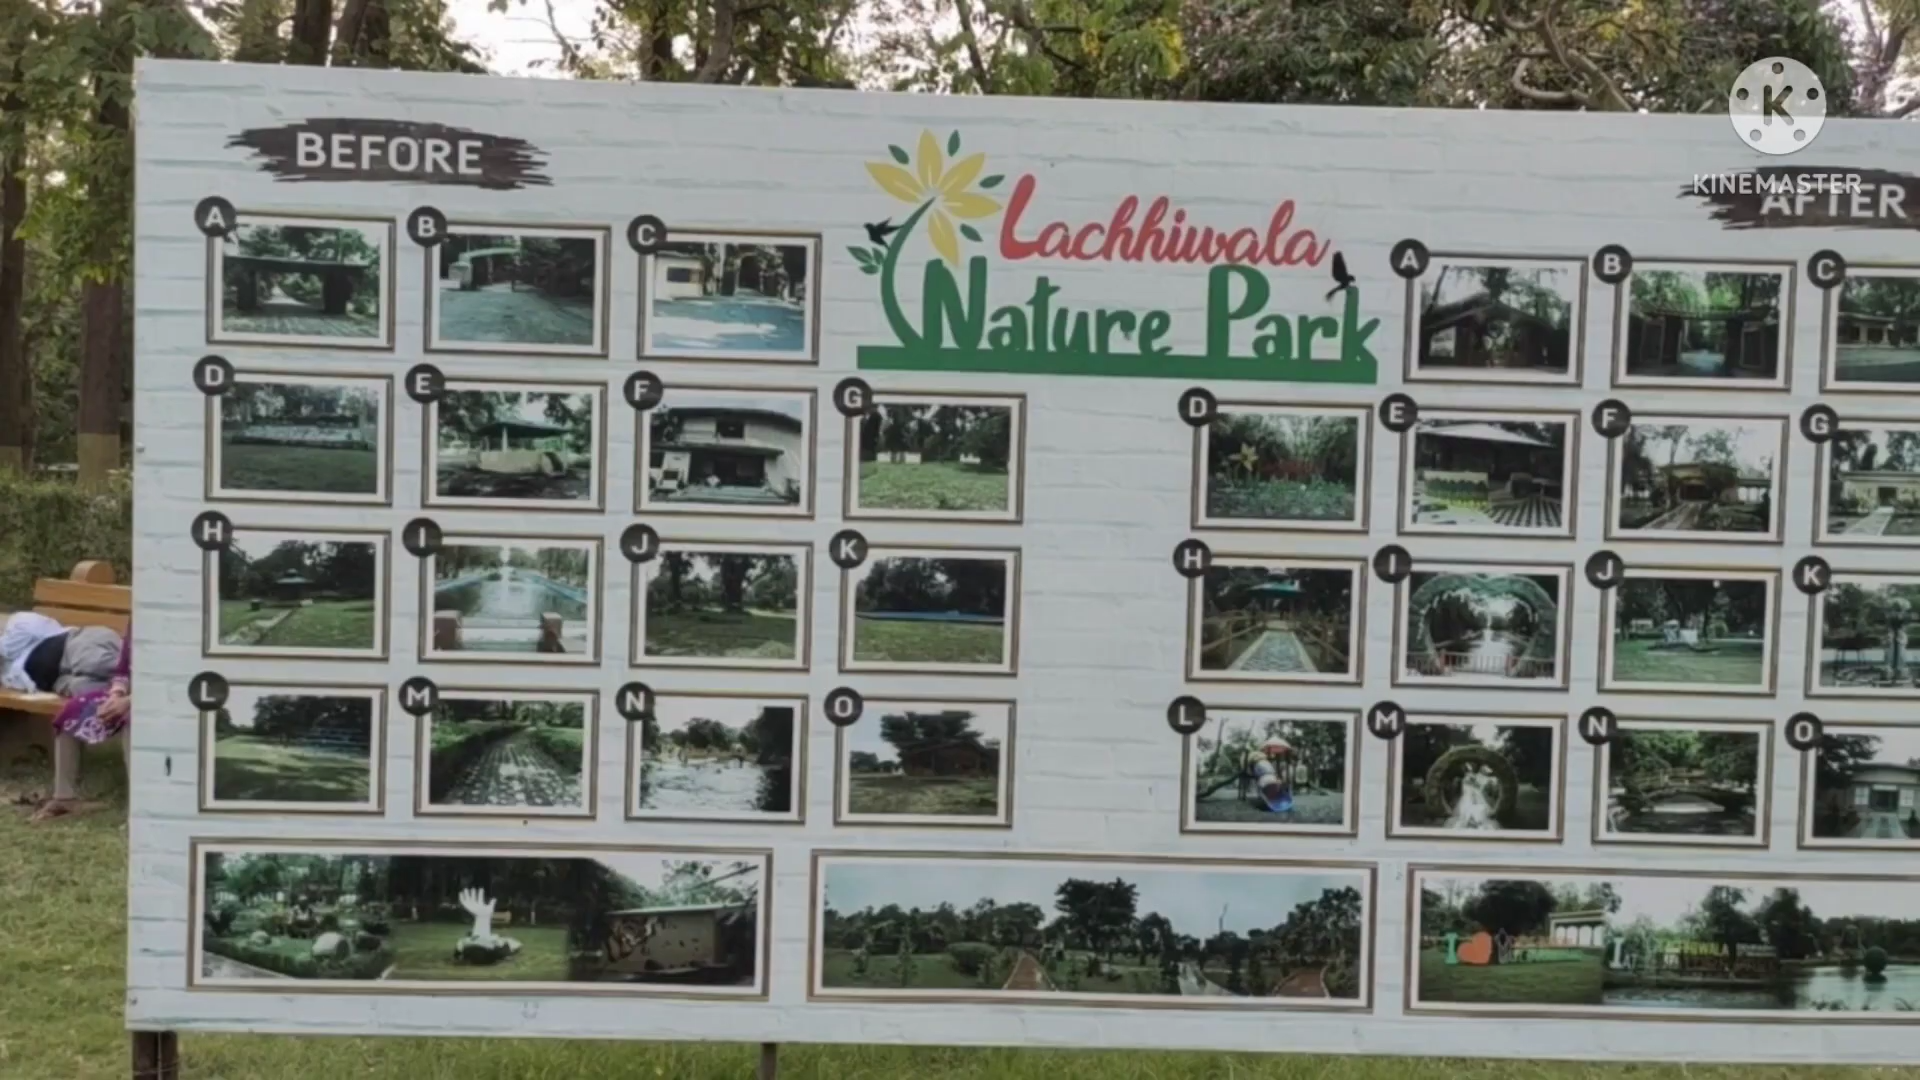 BEFORE
Lachhiwala
Nature Park
KINEMASTER
AFTER
A
B
C
A
B
C
D
E
F
G
D
E
F
G
H
I
J
K
H
I
J
K
L
M
N
O
L
M
N
O